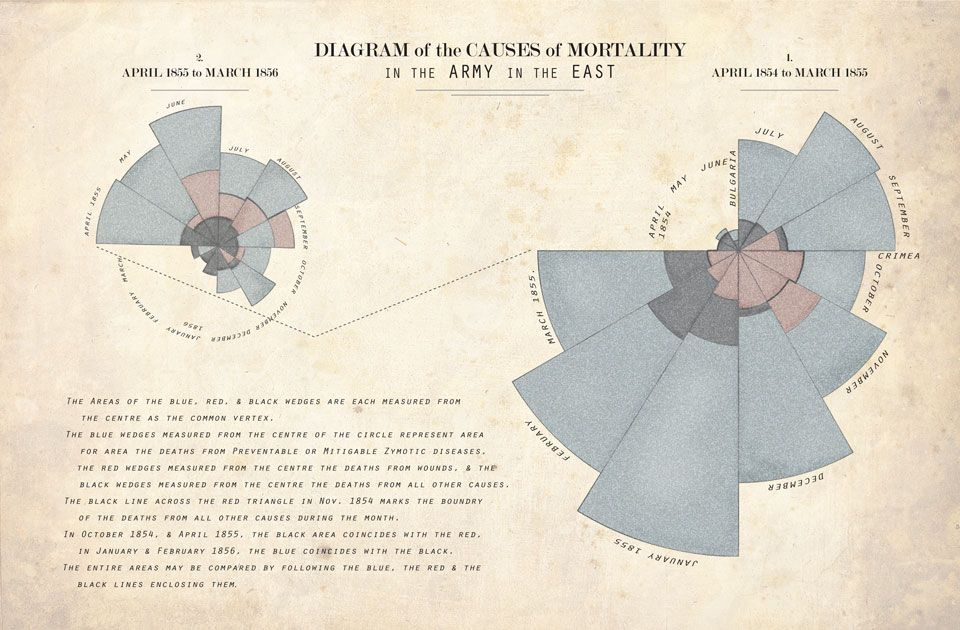 DIAGRAM of the CAUSES of MORTALITY
IN THE ARMY IN THE EAST
2.
APRIL 1855 to MARCH 1856
1.
APRIL 1854 to MARCH 1855
APRIL 1855
MAY
JUNE
JULY
AUGUST
SEPTEMBER
OCTOBER
NOVEMBER
DECEMBER
JANUARY
1856
FEBRUARY
MARCH
APRIL
1854
MAY
JUNE
BULGARIA
JULY
AUGUST
SEPTEMBER
CRIMEA
OCTOBER
NOVEMBER
DECEMBER
JANUARY 1855
FEBRUARY
MARCH 1855.
The Areas of the blue, red, & black wedges are each measured from
the centre as the common vertex.
The blue wedges measured from the centre of the circle represent area
for area the deaths from Preventable or Mitigable Zymotic diseases,
the red wedges measured from the centre the deaths from wounds, & the
black wedges measured from the centre the deaths from all other causes.
The black line across the red triangle in Nov. 1854 marks the boundry
of the deaths from all other causes during the month.
In October 1854, & April 1855, the black area coincides with the red,
in January & February 1856, the blue coincides with the black.
The entire areas may be compared by following the blue, the red & the
black lines enclosing them.